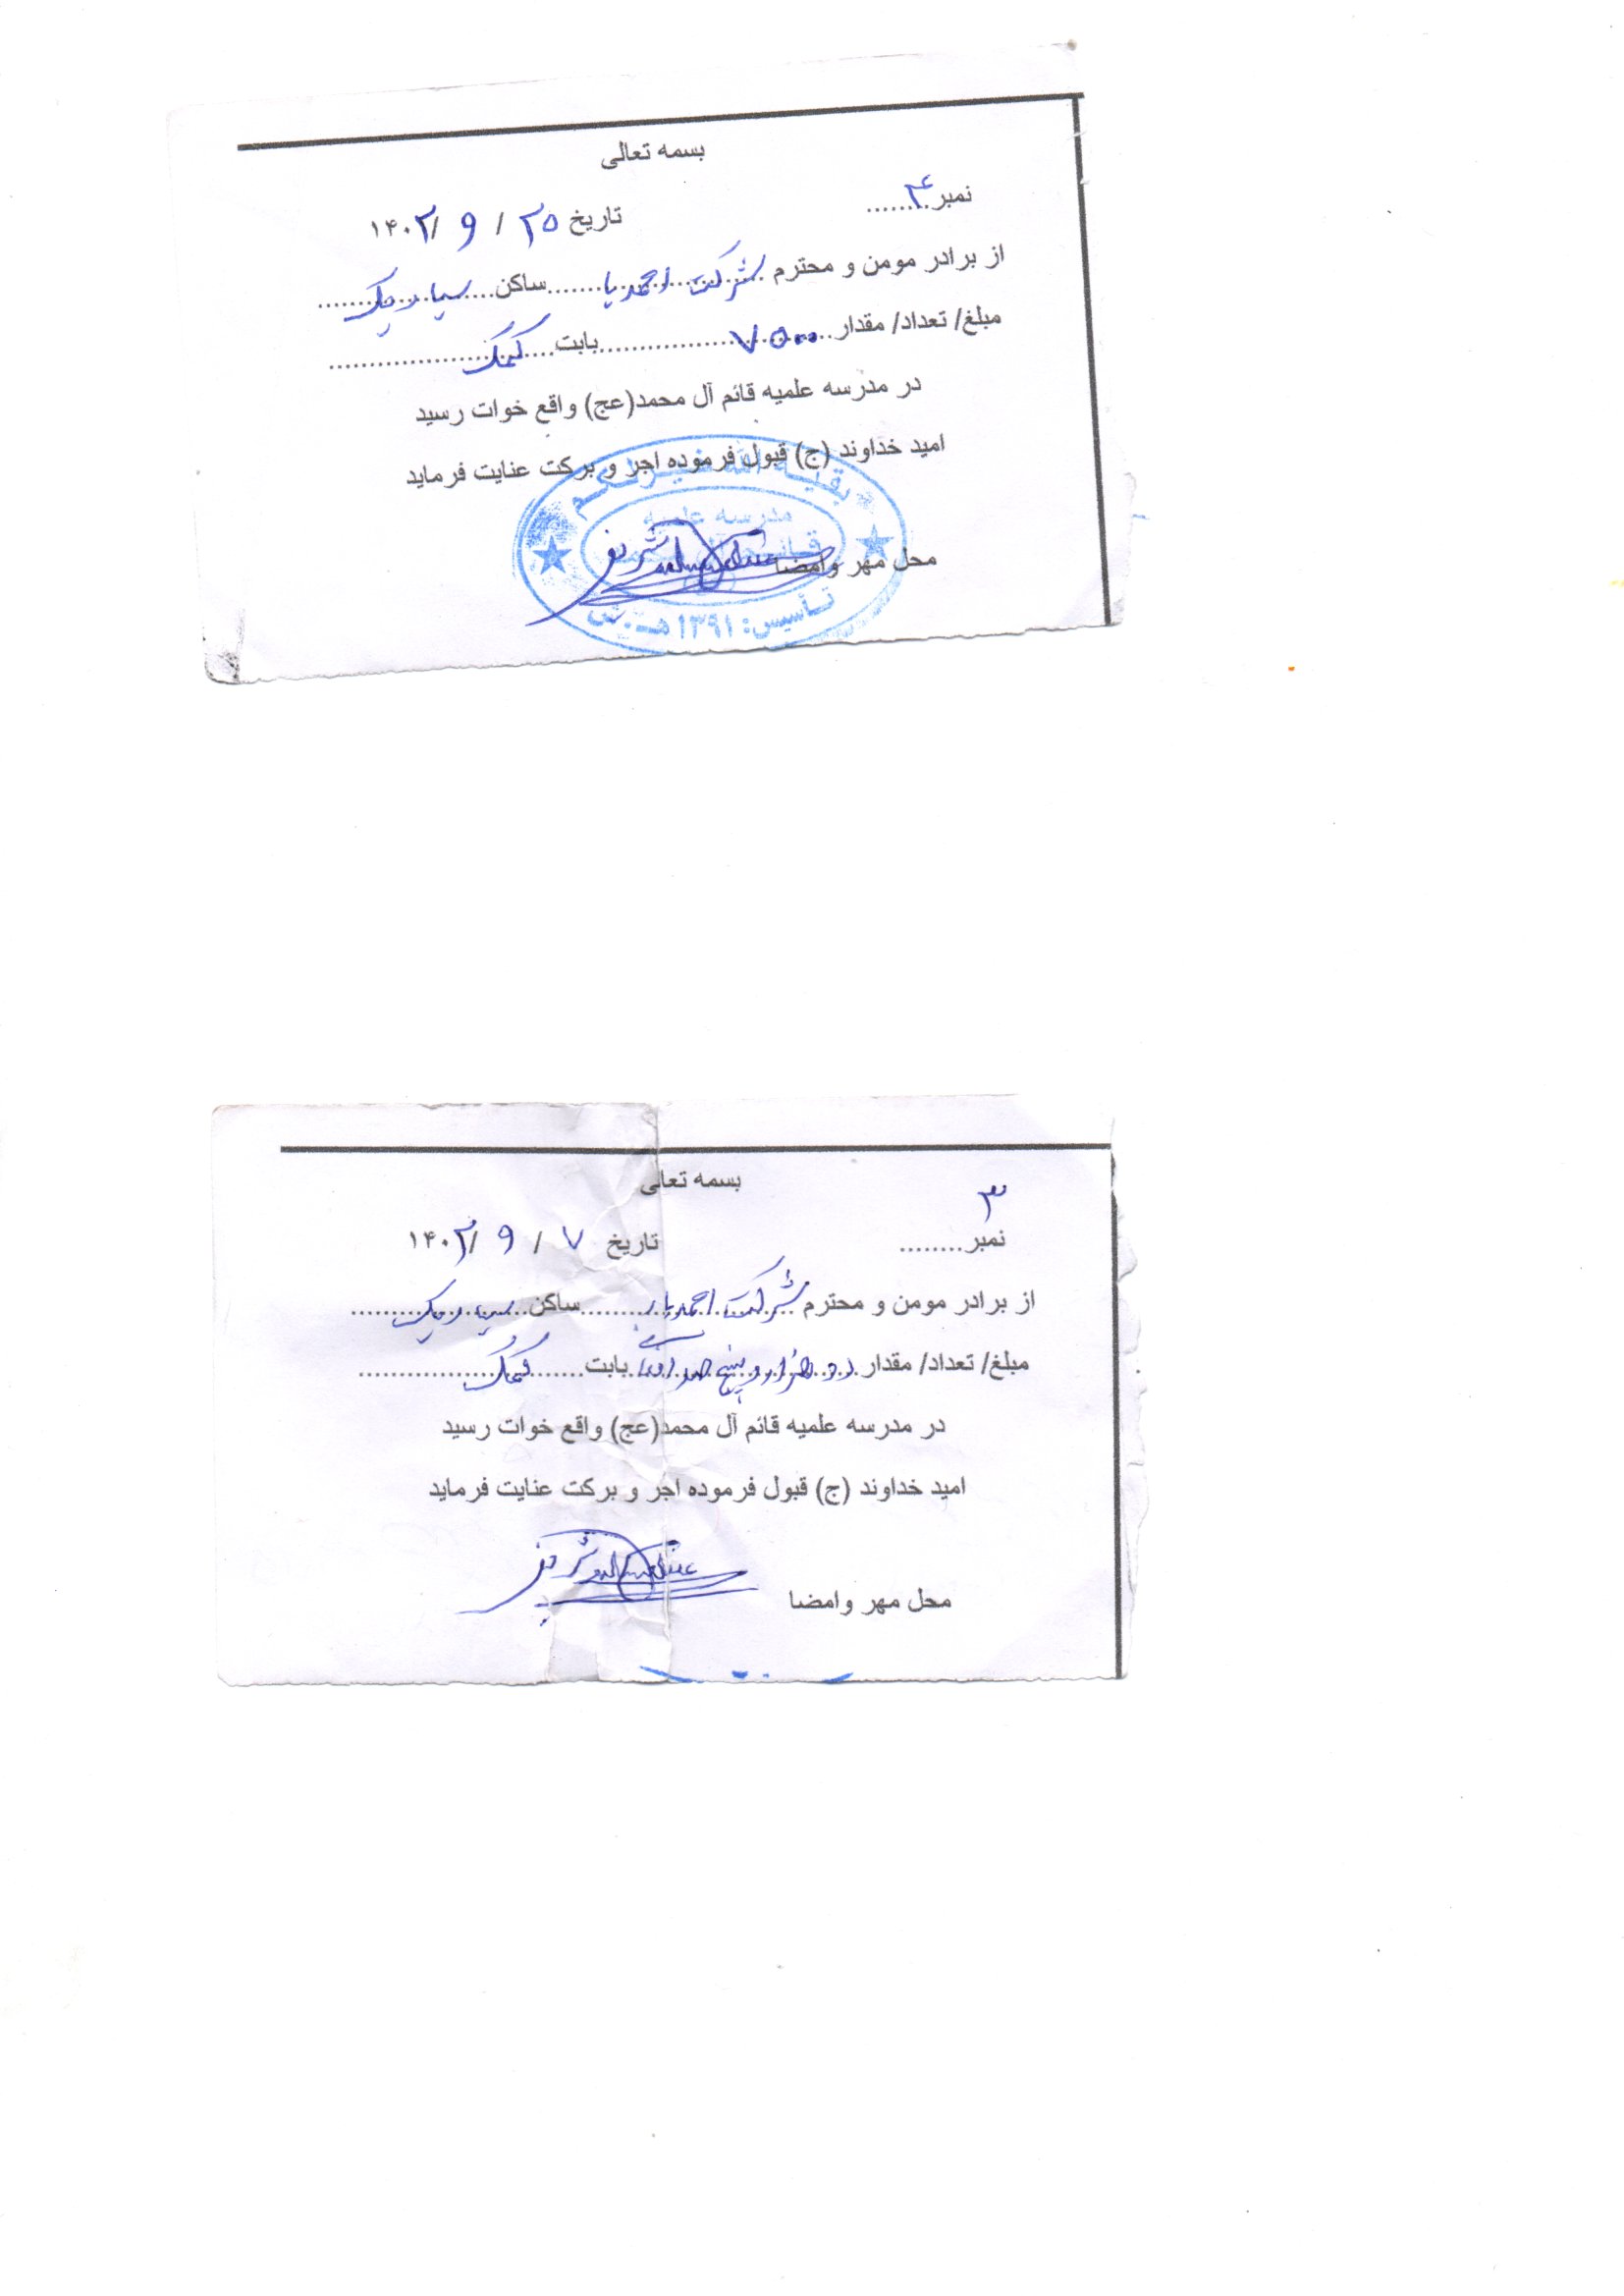 بسمه تعالی
نمبر ۴
تاریخ ۲۵ / ۹ / ۱۴۰۲
از برادر مومن و محترم شرکت احمدیا ساکن سیاه ریگ
مبلغ/ تعداد/ مقدار ۷۵۰۰ بابت کمک
در مدرسه علمیه قائم آل محمد(عج) واقع خوات رسید
امید خداوند (ج) قبول فرموده اجر و برکت عنایت فرماید
بقیة الله خیر لکم
مدرسه علمیه
محل مهر وامضا
تأسیس: ۱۳۹۱ هـ.ش
بسمه تعالی
۳
نمبر........
تاریخ ۷ / ۹ / ۱۴۰۲
از برادر مومن و محترم شرکت احمدیار ساکن سیاه ریگ
مبلغ/ تعداد/ مقدار دو هزار و پنج صد افغانی بابت کمک
در مدرسه علمیه قائم آل محمد(عج) واقع خوات رسید
امید خداوند (ج) قبول فرموده اجر و برکت عنایت فرماید
محل مهر وامضا